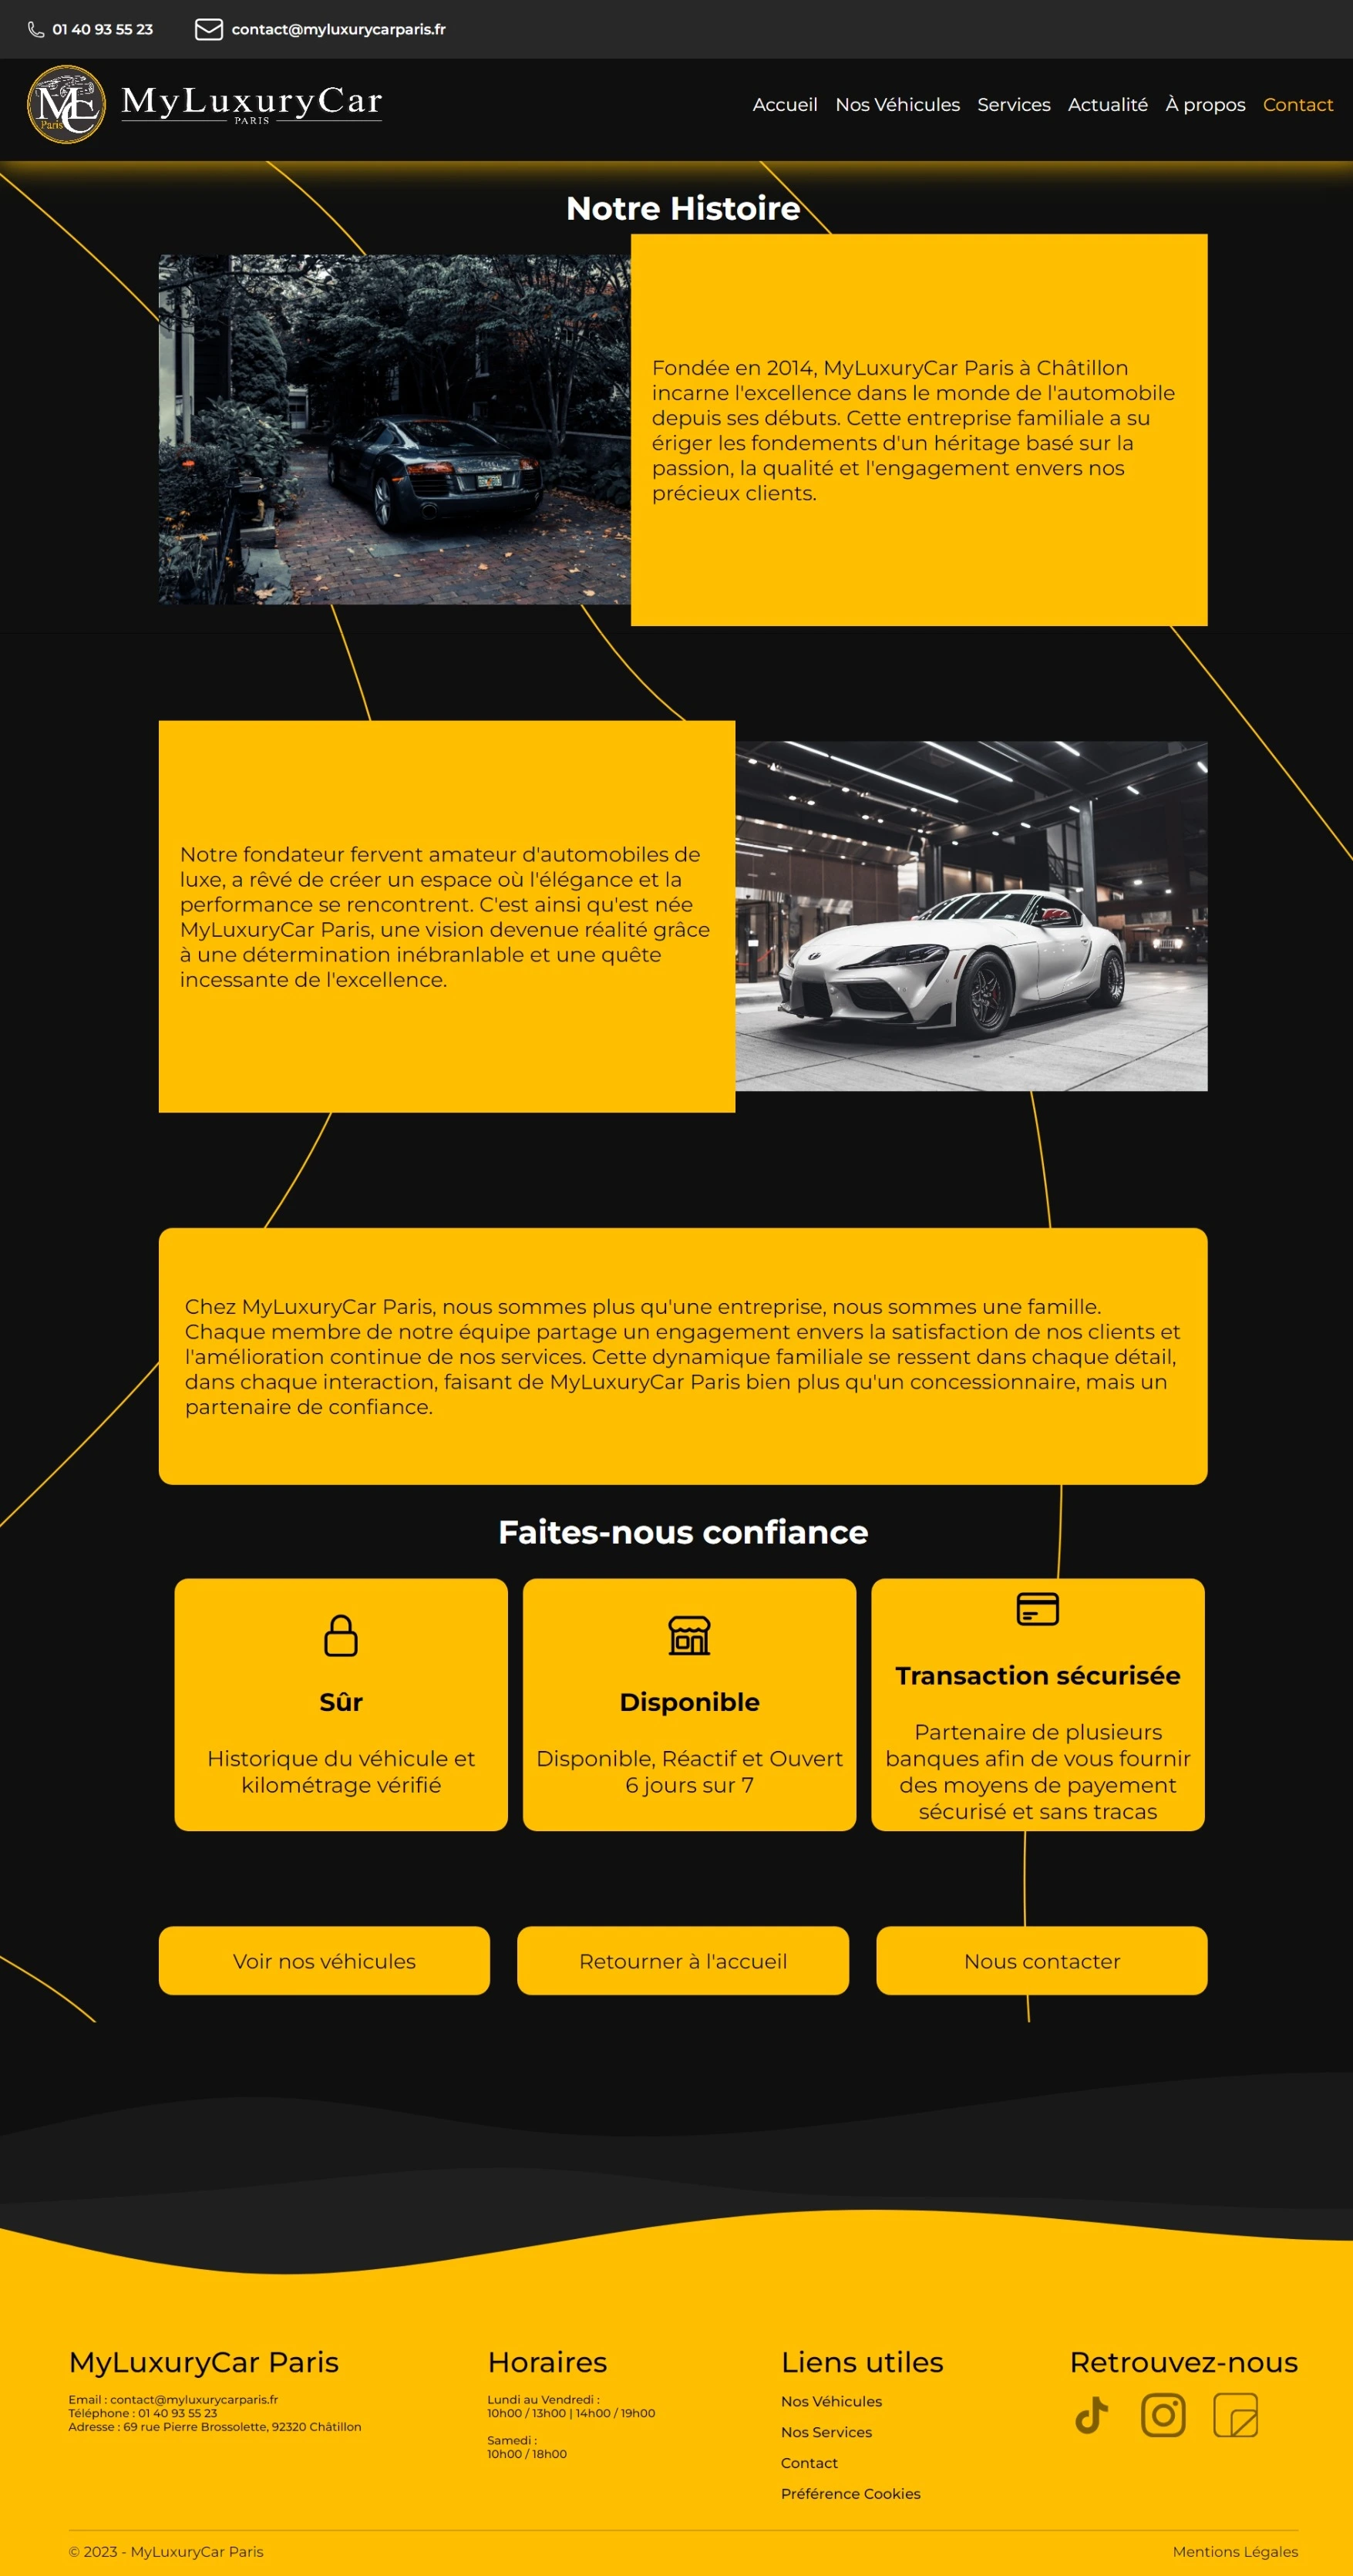 01 40 93 55 23
contact@myluxurycarparis.fr
MLC
Paris
MyLuxuryCar
PARIS
Accueil
Nos Véhicules
Services
Actualité
À propos
Contact
Notre Histoire
Fondée en 2014, MyLuxuryCar Paris à Châtillon
incarne l'excellence dans le monde de l'automobile
depuis ses débuts. Cette entreprise familiale a su
ériger les fondements d'un héritage basé sur la
passion, la qualité et l'engagement envers nos
précieux clients.
Notre fondateur fervent amateur d'automobiles de
luxe, a rêvé de créer un espace où l'élégance et la
performance se rencontrent. C'est ainsi qu'est née
MyLuxuryCar Paris, une vision devenue réalité grâce
à une détermination inébranlable et une quête
incessante de l'excellence.
Chez MyLuxuryCar Paris, nous sommes plus qu'une entreprise, nous sommes une famille.
Chaque membre de notre équipe partage un engagement envers la satisfaction de nos clients et
l'amélioration continue de nos services. Cette dynamique familiale se ressent dans chaque détail,
dans chaque interaction, faisant de MyLuxuryCar Paris bien plus qu'un concessionnaire, mais un
partenaire de confiance.
Faites-nous confiance
Sûr
Historique du véhicule et
kilométrage vérifié
Disponible
Disponible, Réactif et Ouvert
6 jours sur 7
Transaction sécurisée
Partenaire de plusieurs
banques afin de vous fournir
des moyens de payement
sécurisé et sans tracas
Voir nos véhicules
Retourner à l'accueil
Nous contacter
MyLuxuryCar Paris
Email : contact@myluxurycarparis.fr
Téléphone : 01 40 93 55 23
Adresse : 69 rue Pierre Brossolette, 92320 Châtillon
Horaires
Lundi au Vendredi :
10h00 / 13h00 | 14h00 / 19h00
Samedi :
10h00 / 18h00
Liens utiles
Nos Véhicules
Nos Services
Contact
Préférence Cookies
Retrouvez-nous
© 2023 - MyLuxuryCar Paris
Mentions Légales